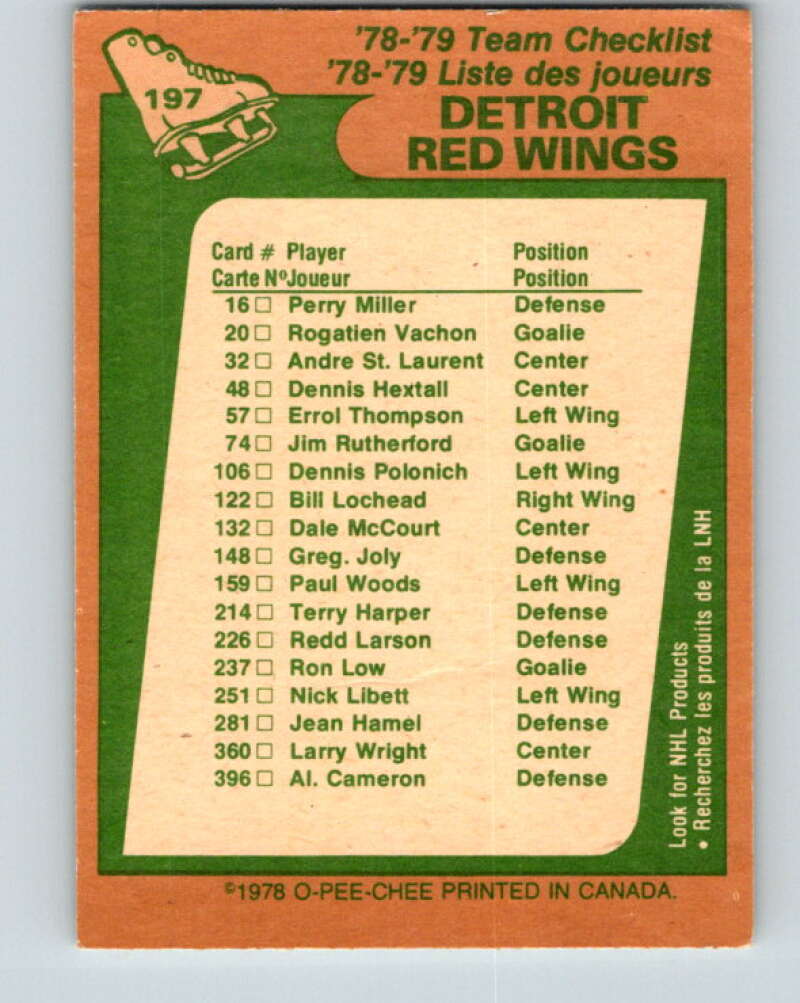 '78-'79 Team Checklist
'78-'79 Liste des joueurs
197
DETROIT
RED WINGS
Card # Player Position
Carte Nº Joueur Position
16 □ Perry Miller Defense
20 □ Rogatien Vachon Goalie
32 □ Andre St. Laurent Center
48 □ Dennis Hextall Center
57 □ Errol Thompson Left Wing
74 □ Jim Rutherford Goalie
106 □ Dennis Polonich Left Wing
122 □ Bill Lochead Right Wing
132 □ Dale McCourt Center
148 □ Greg. Joly Defense
159 □ Paul Woods Left Wing
214 □ Terry Harper Defense
226 □ Redd Larson Defense
237 □ Ron Low Goalie
251 □ Nick Libett Left Wing
281 □ Jean Hamel Defense
360 □ Larry Wright Center
396 □ Al. Cameron Defense
Look for NHL Products
• Recherchez les produits de la LNH
©1978 O-PEE-CHEE PRINTED IN CANADA.